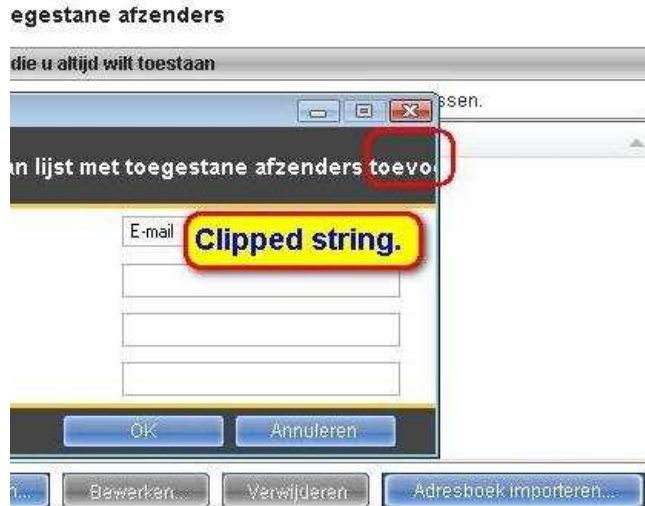 egestane afzenders
die u altijd wilt toestaan
ssen.
an lijst met toegestane afzenders toevo
E-mail
Clipped string.
OK
Annuleren
n...
Bewerken...
Verwijderen
Adresboek importeren...